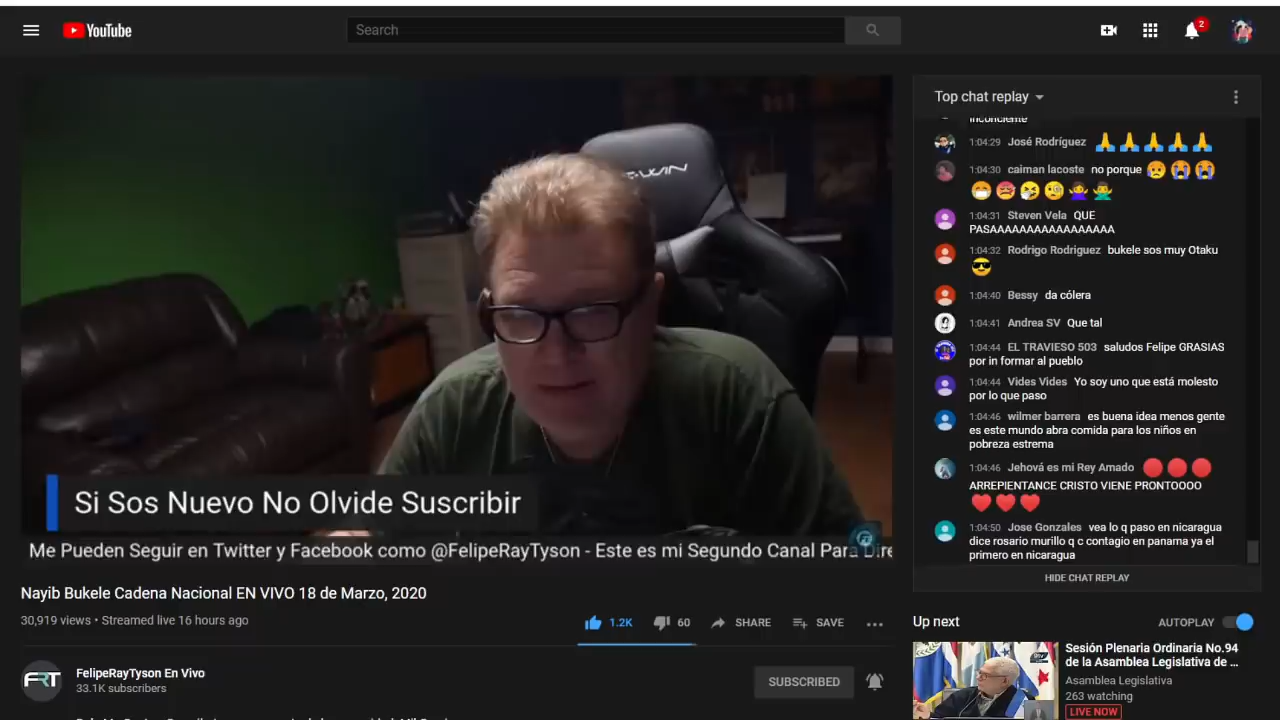 YouTube
Search
2
WIN
Si Sos Nuevo No Olvide Suscribir
Me Pueden Seguir en Twitter y Facebook como @FelipeRayTyson - Este es mi Segundo Canal Para Dire
Nayib Bukele Cadena Nacional EN VIVO 18 de Marzo, 2020
30,919 views • Streamed live 16 hours ago
1.2K
60
SHARE
SAVE
FRT
FelipeRayTyson En Vivo
33.1K subscribers
SUBSCRIBED
Top chat replay
inconciente
1:04:29 José Rodríguez 🙏🙏🙏🙏🙏
1:04:30 caiman lacoste no porque 😥😭😭
😷🤒🤧🧐🙅‍♀️🙅‍♂️
1:04:31 Steven Vela QUE
PASAAAAAAAAAAAAAAAAA
1:04:32 Rodrigo Rodriguez bukele sos muy Otaku
😎
1:04:40 Bessy da cólera
1:04:41 Andrea SV Que tal
1:04:44 EL TRAVIESO 503 saludos Felipe GRASIAS
por in formar al pueblo
1:04:44 Vides Vides Yo soy uno que está molesto
por lo que paso
1:04:46 wilmer barrera es buena idea menos gente
es este mundo abra comida para los niños en
pobreza estrema
1:04:46 Jehová es mi Rey Amado 🔴🔴🔴
ARREPIENTANCE CRISTO VIENE PRONTOOOO
❤️❤️❤️
1:04:50 Jose Gonzales vea lo q paso en nicaragua
dice rosario murillo q c contagio en panama ya el
primero en nicaragua
HIDE CHAT REPLAY
Up next
AUTOPLAY
Sesión Plenaria Ordinaria No.94
de la Asamblea Legislativa de ...
Asamblea Legislativa
263 watching
LIVE NOW